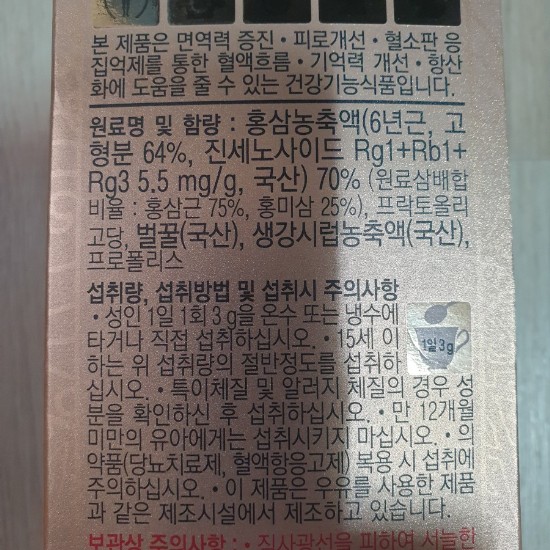 본 제품은 면역력 증진・피로개선・혈소판 응
집억제를 통한 혈액흐름・기억력 개선・항산
화에 도움을 줄 수 있는 건강기능식품입니다.
원료명 및 함량 : 홍삼농축액(6년근, 고
형분 64%, 진세노사이드 Rg1+Rb1+
Rg3 5.5 mg/g, 국산) 70% (원료삼배합
비율 : 홍삼근 75%, 홍미삼 25%), 프락토올리
고당, 벌꿀(국산), 생강시럽농축액(국산),
프로폴리스
섭취량, 섭취방법 및 섭취시 주의사항
・성인 1일 1회 3 g을 온수 또는 냉수에
타거나 직접 섭취하십시오.・15세 이
하는 위 섭취량의 절반정도를 섭취하
십시오.・특이체질 및 알러지 체질의 경우 성
분을 확인하신 후 섭취하십시오.・만 12개월
미만의 유아에게는 섭취시키지 마십시오.・의
약품(당뇨치료제, 혈액항응고제) 복용 시 섭취에
주의하십시오.・이 제품은 우유를 사용한 제품
과 같은 제조시설에서 제조하고 있습니다.
1일 3g
보관상 주의사항 :・직사광선을 피하여 서늘한